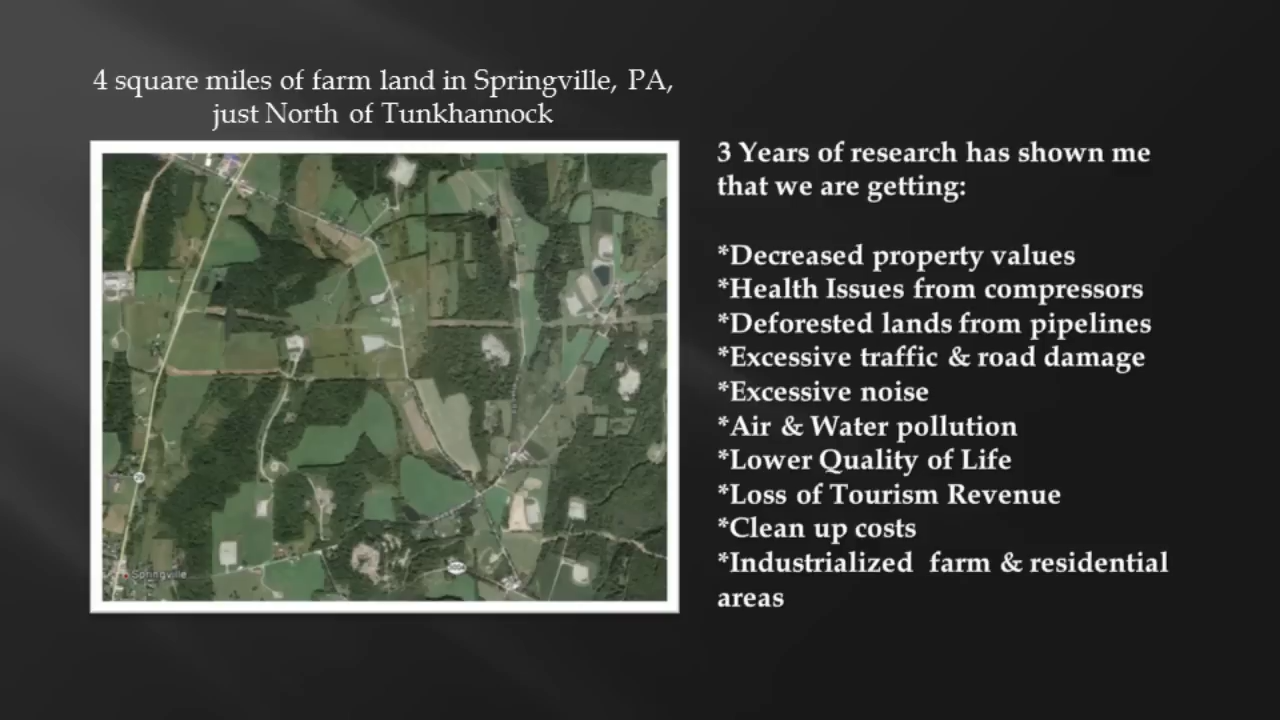 4 square miles of farm land in Springville, PA,
just North of Tunkhannock
3 Years of research has shown me
that we are getting:
*Decreased property values
*Health Issues from compressors
*Deforested lands from pipelines
*Excessive traffic & road damage
*Excessive noise
*Air & Water pollution
*Lower Quality of Life
*Loss of Tourism Revenue
*Clean up costs
*Industrialized farm & residential
areas
Springville